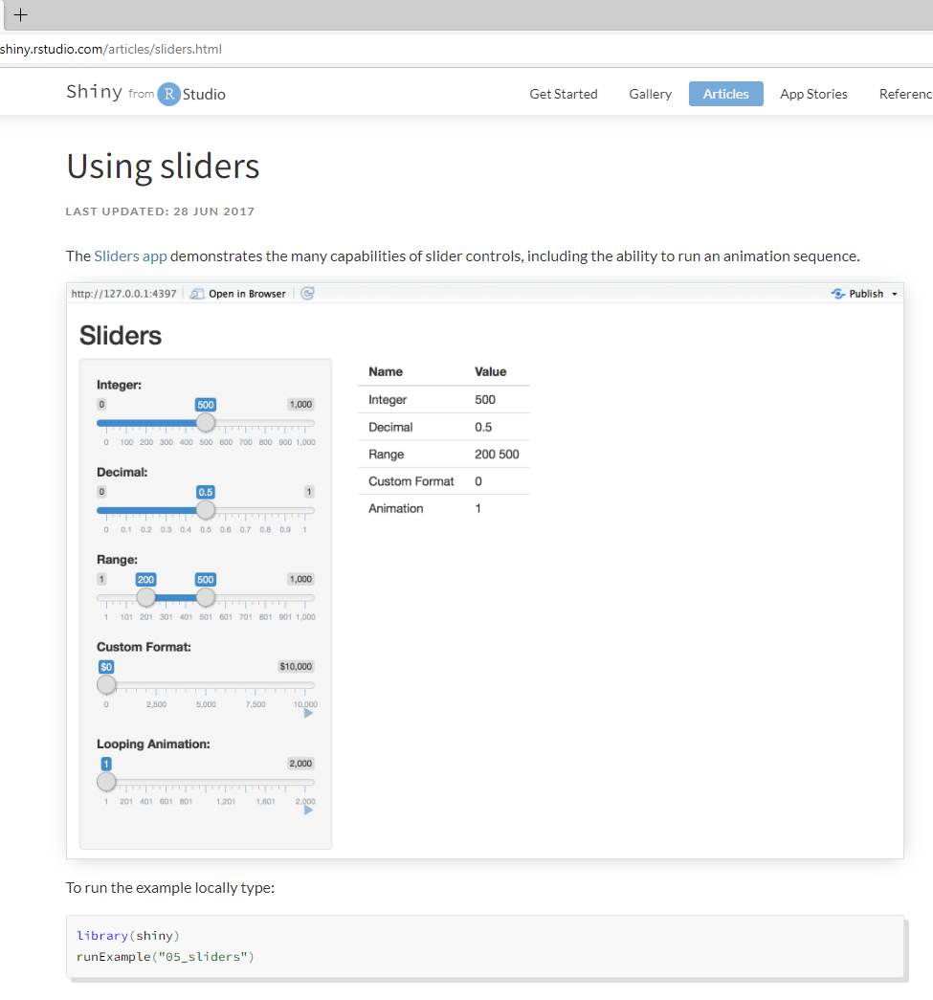 shiny.rstudio.com/articles/sliders.html
Shiny from R Studio
Get Started Gallery Articles App Stories Referenc
Using sliders
LAST UPDATED: 28 JUN 2017
The Sliders app demonstrates the many capabilities of slider controls, including the ability to run an animation sequence.
http://127.0.0.1:4397 Open in Browser Publish
Sliders
Integer:
0 500 1,000
0 100 200 300 400 500 600 700 800 900 1,000
Decimal:
0 0.5 1
0 0.1 0.2 0.3 0.4 0.5 0.6 0.7 0.8 0.9 1
Range:
1 200 500 1,000
1 101 201 301 401 501 601 701 801 901 1,000
Custom Format:
$0 $10,000
0 2,500 5,000 7,500 10,000
Looping Animation:
1 2,000
1 201 401 601 801 1,201 1,601 2,000
Name Value
Integer 500
Decimal 0.5
Range 200 500
Custom Format 0
Animation 1
To run the example locally type:
library(shiny)
runExample("05_sliders")